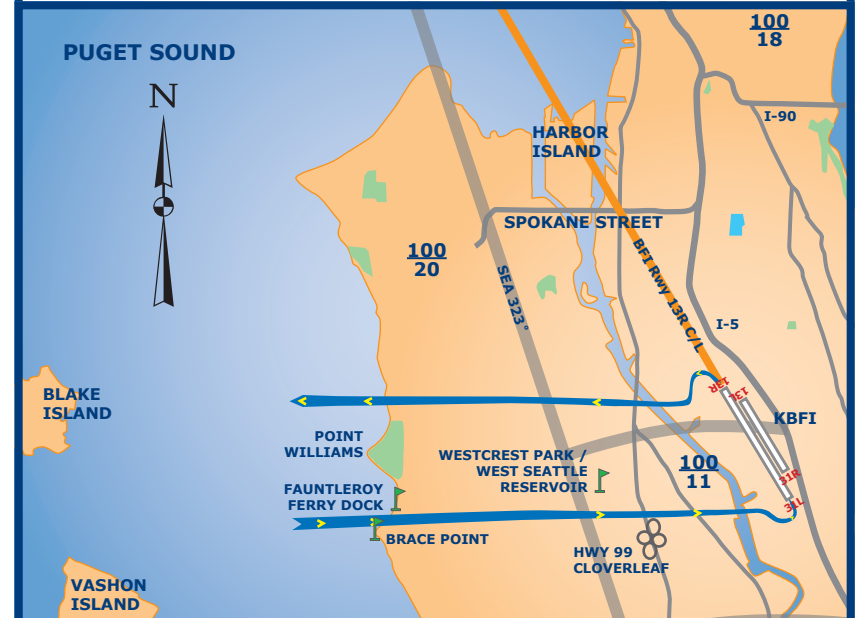 100
18
PUGET SOUND
N
I-90
HARBOR
ISLAND
SPOKANE STREET
100
20
SEA 323°
BFI Rwy 13R C/L
I-5
13R
13L
BLAKE
ISLAND
KBFI
POINT
WILLIAMS
WESTCREST PARK /
WEST SEATTLE
RESERVOIR
100
11
31R
31L
FAUNTLEROY
FERRY DOCK
BRACE POINT
HWY 99
CLOVERLEAF
VASHON
ISLAND